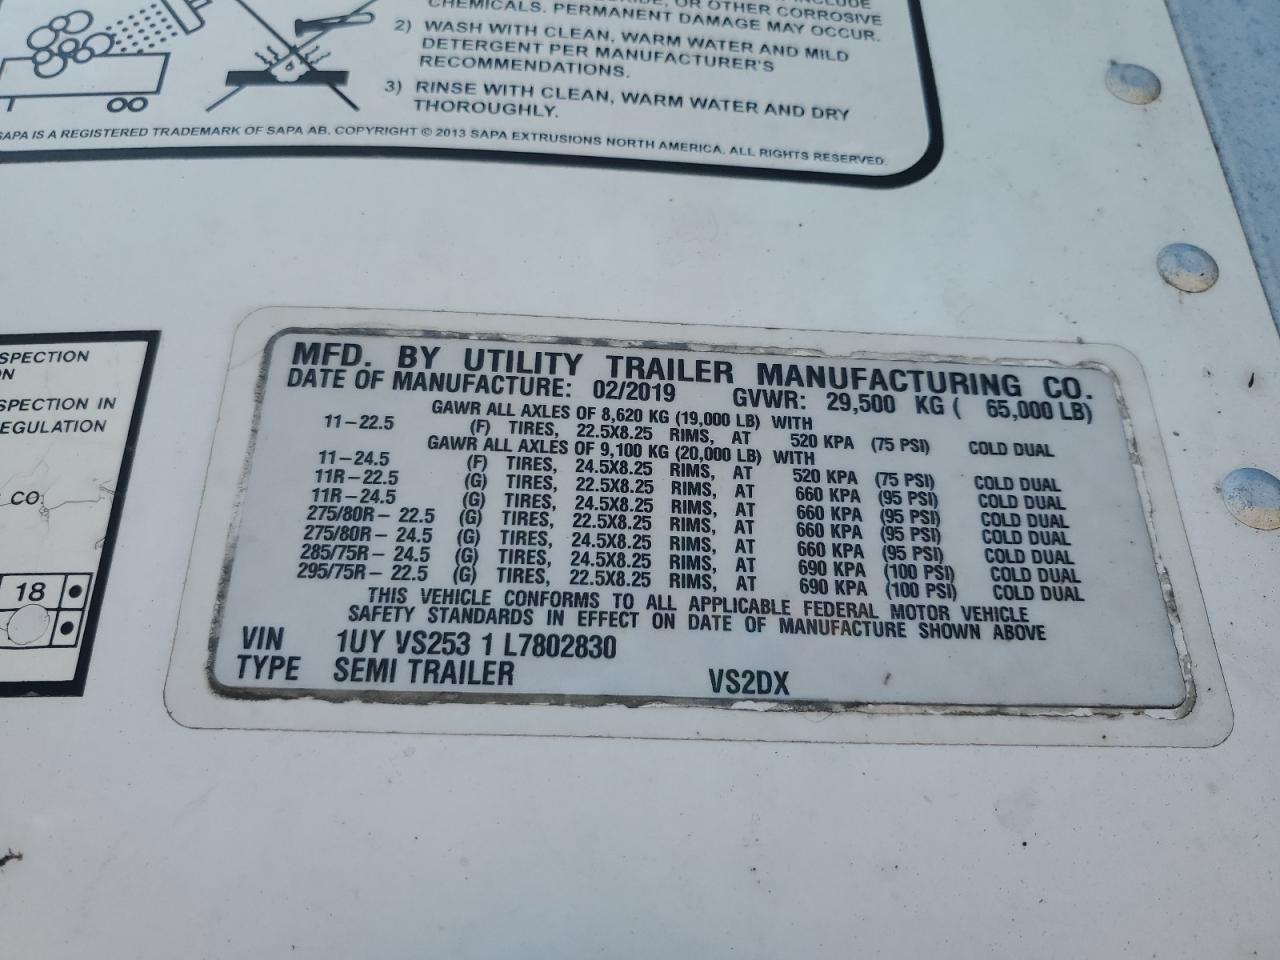 CHEMICALS. PERMANENT DAMAGE MAY OCCUR.
OR OTHER CORROSIVE
2) WASH WITH CLEAN, WARM WATER AND MILD
DETERGENT PER MANUFACTURER'S
RECOMMENDATIONS.
3) RINSE WITH CLEAN, WARM WATER AND DRY
THOROUGHLY.
SAPA IS A REGISTERED TRADEMARK OF SAPA AB. COPYRIGHT © 2013 SAPA EXTRUSIONS NORTH AMERICA. ALL RIGHTS RESERVED.
SPECTION
N
SPECTION IN
EGULATION
CO.
18
MFD. BY UTILITY TRAILER MANUFACTURING CO.
DATE OF MANUFACTURE: 02/2019 GVWR: 29,500 KG ( 65,000 LB)
GAWR ALL AXLES OF 8,620 KG (19,000 LB) WITH
11-22.5 (F) TIRES, 22.5X8.25 RIMS, AT 520 KPA (75 PSI) COLD DUAL
GAWR ALL AXLES OF 9,100 KG (20,000 LB) WITH
11-24.5 (F) TIRES, 24.5X8.25 RIMS, AT 520 KPA (75 PSI) COLD DUAL
11R-22.5 (G) TIRES, 22.5X8.25 RIMS, AT 660 KPA (95 PSI) COLD DUAL
11R-24.5 (G) TIRES, 24.5X8.25 RIMS, AT 660 KPA (95 PSI) COLD DUAL
275/80R- 22.5 (G) TIRES, 22.5X8.25 RIMS, AT 660 KPA (95 PSI) COLD DUAL
275/80R- 24.5 (G) TIRES, 24.5X8.25 RIMS, AT 660 KPA (95 PSI) COLD DUAL
285/75R- 24.5 (G) TIRES, 24.5X8.25 RIMS, AT 690 KPA (100 PSI) COLD DUAL
295/75R- 22.5 (G) TIRES, 22.5X8.25 RIMS, AT 690 KPA (100 PSI) COLD DUAL
THIS VEHICLE CONFORMS TO ALL APPLICABLE FEDERAL MOTOR VEHICLE
SAFETY STANDARDS IN EFFECT ON DATE OF MANUFACTURE SHOWN ABOVE
VIN 1UY VS253 1 L7802830
TYPE SEMI TRAILER VS2DX